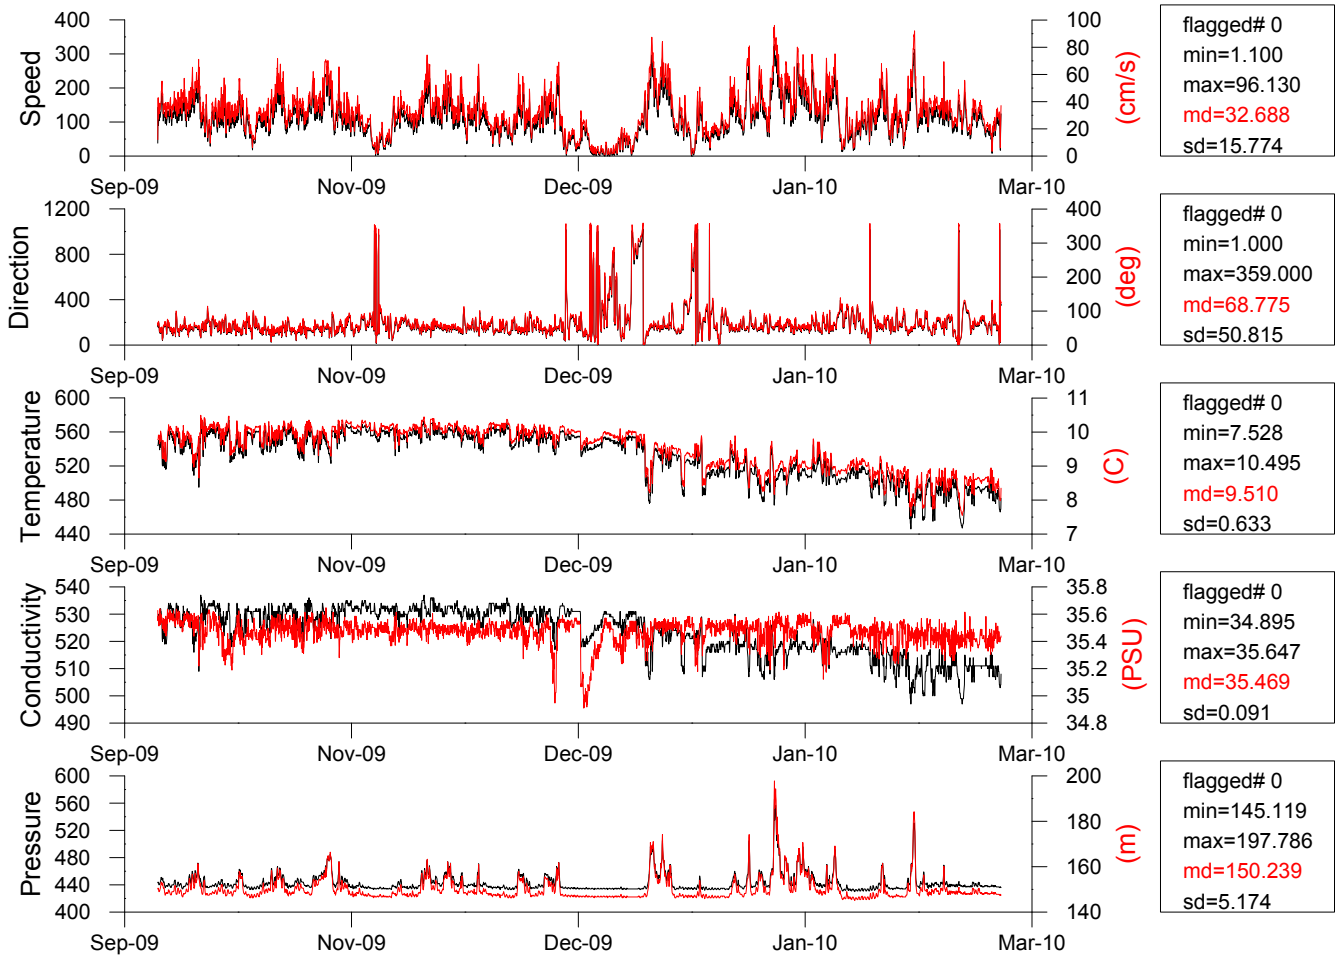 Speed
400
300
200
100
0
100
80
60
40
20
0
(cm/s)
Sep-09 Nov-09 Dec-09 Jan-10 Mar-10
flagged# 0
min=1.100
max=96.130
md=32.688
sd=15.774
Direction
1200
800
400
0
400
300
200
100
0
(deg)
Sep-09 Nov-09 Dec-09 Jan-10 Mar-10
flagged# 0
min=1.000
max=359.000
md=68.775
sd=50.815
Temperature
600
560
520
480
440
11
10
9
8
7
(C)
Sep-09 Nov-09 Dec-09 Jan-10 Mar-10
flagged# 0
min=7.528
max=10.495
md=9.510
sd=0.633
Conductivity
540
530
520
510
500
490
35.8
35.6
35.4
35.2
35
34.8
(PSU)
Sep-09 Nov-09 Dec-09 Jan-10 Mar-10
flagged# 0
min=34.895
max=35.647
md=35.469
sd=0.091
Pressure
600
560
520
480
440
400
200
180
160
140
(m)
Sep-09 Nov-09 Dec-09 Jan-10 Mar-10
flagged# 0
min=145.119
max=197.786
md=150.239
sd=5.174